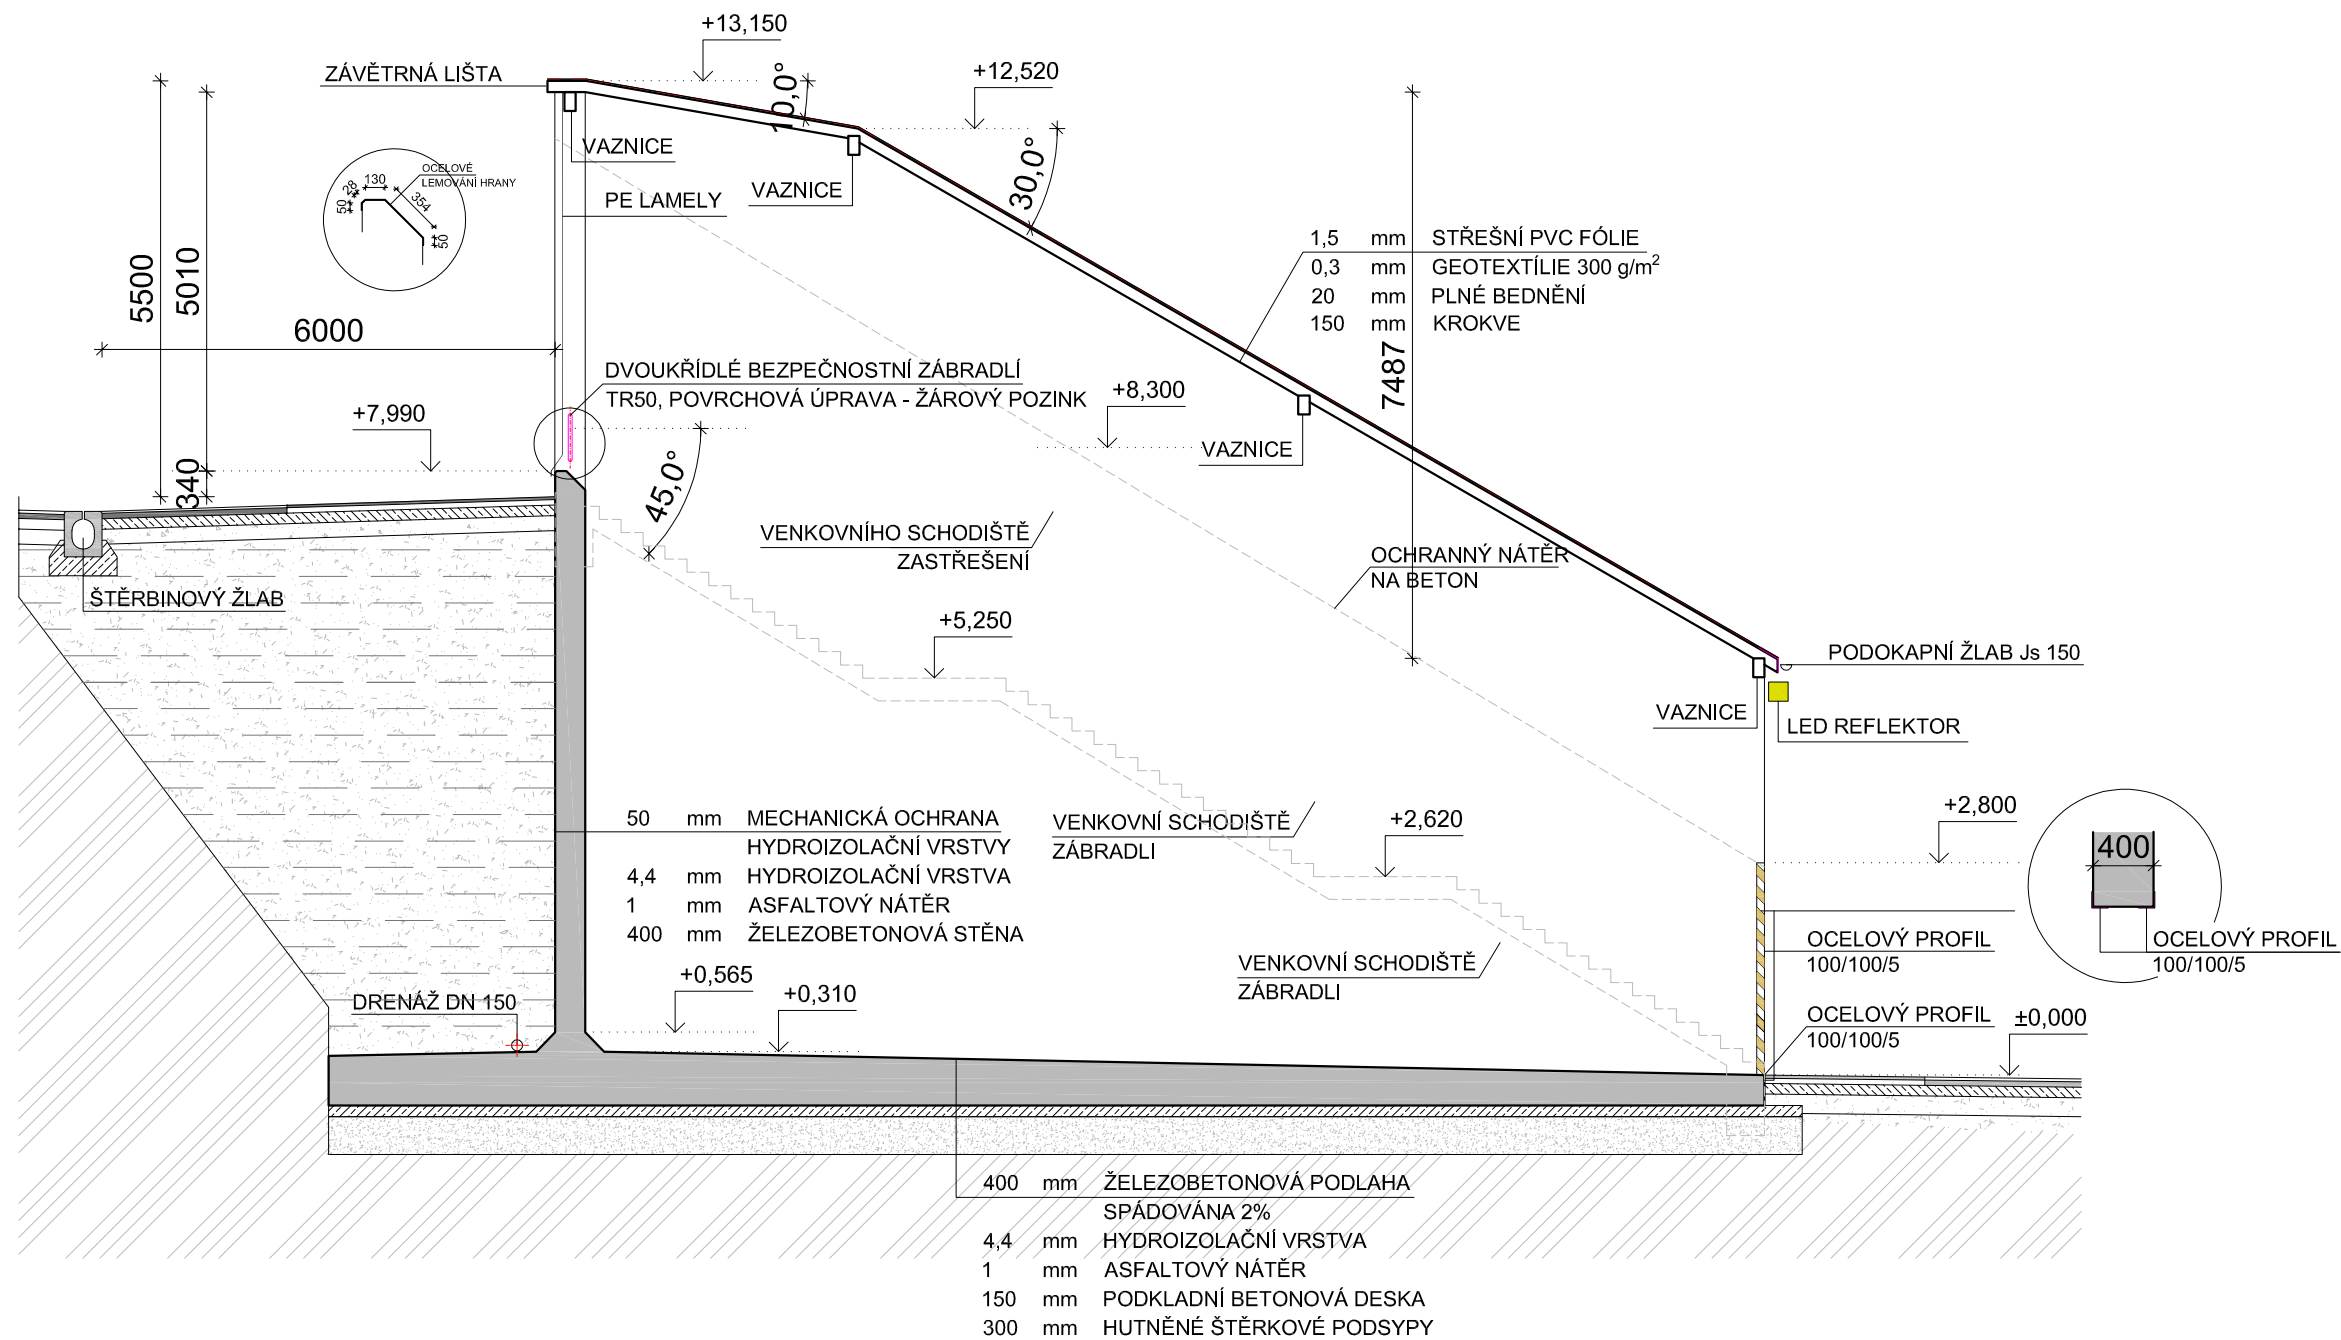 +13,150
ZÁVĚTRNÁ LIŠTA
10,0°
+12,520
VAZNICE
VAZNICE
PE LAMELY
30,0°
OCELOVÉ
LEMOVÁNÍ HRANY
50
28
130
354
50
5500
5010
340
6000
1,5 mm STŘEŠNÍ PVC FÓLIE
0,3 mm GEOTEXTÍLIE 300 g/m²
20 mm PLNÉ BEDNĚNÍ
150 mm KROKVE
7487
DVOUKŘÍDLÉ BEZPEČNOSTNÍ ZÁBRADLÍ
TR50, POVRCHOVÁ ÚPRAVA - ŽÁROVÝ POZINK
+7,990
+8,300
VAZNICE
45,0°
VENKOVNÍHO SCHODIŠTĚ
ZASTŘEŠENÍ
OCHRANNÝ NÁTĚR
NA BETON
ŠTĚRBINOVÝ ŽLAB
+5,250
PODOKAPNÍ ŽLAB Js 150
VAZNICE
LED REFLEKTOR
50 mm MECHANICKÁ OCHRANA
HYDROIZOLAČNÍ VRSTVY
4,4 mm HYDROIZOLAČNÍ VRSTVA
1 mm ASFALTOVÝ NÁTĚR
400 mm ŽELEZOBETONOVÁ STĚNA
VENKOVNÍ SCHODIŠTĚ
ZÁBRADLI
+2,620
+2,800
400
OCELOVÝ PROFIL
100/100/5
OCELOVÝ PROFIL
100/100/5
VENKOVNÍ SCHODIŠTĚ
ZÁBRADLI
+0,565
+0,310
DRENÁŽ DN 150
OCELOVÝ PROFIL
100/100/5
±0,000
400 mm ŽELEZOBETONOVÁ PODLAHA
SPÁDOVÁNA 2%
4,4 mm HYDROIZOLAČNÍ VRSTVA
1 mm ASFALTOVÝ NÁTĚR
150 mm PODKLADNÍ BETONOVÁ DESKA
300 mm HUTNĚNÉ ŠTĚRKOVÉ PODSYPY